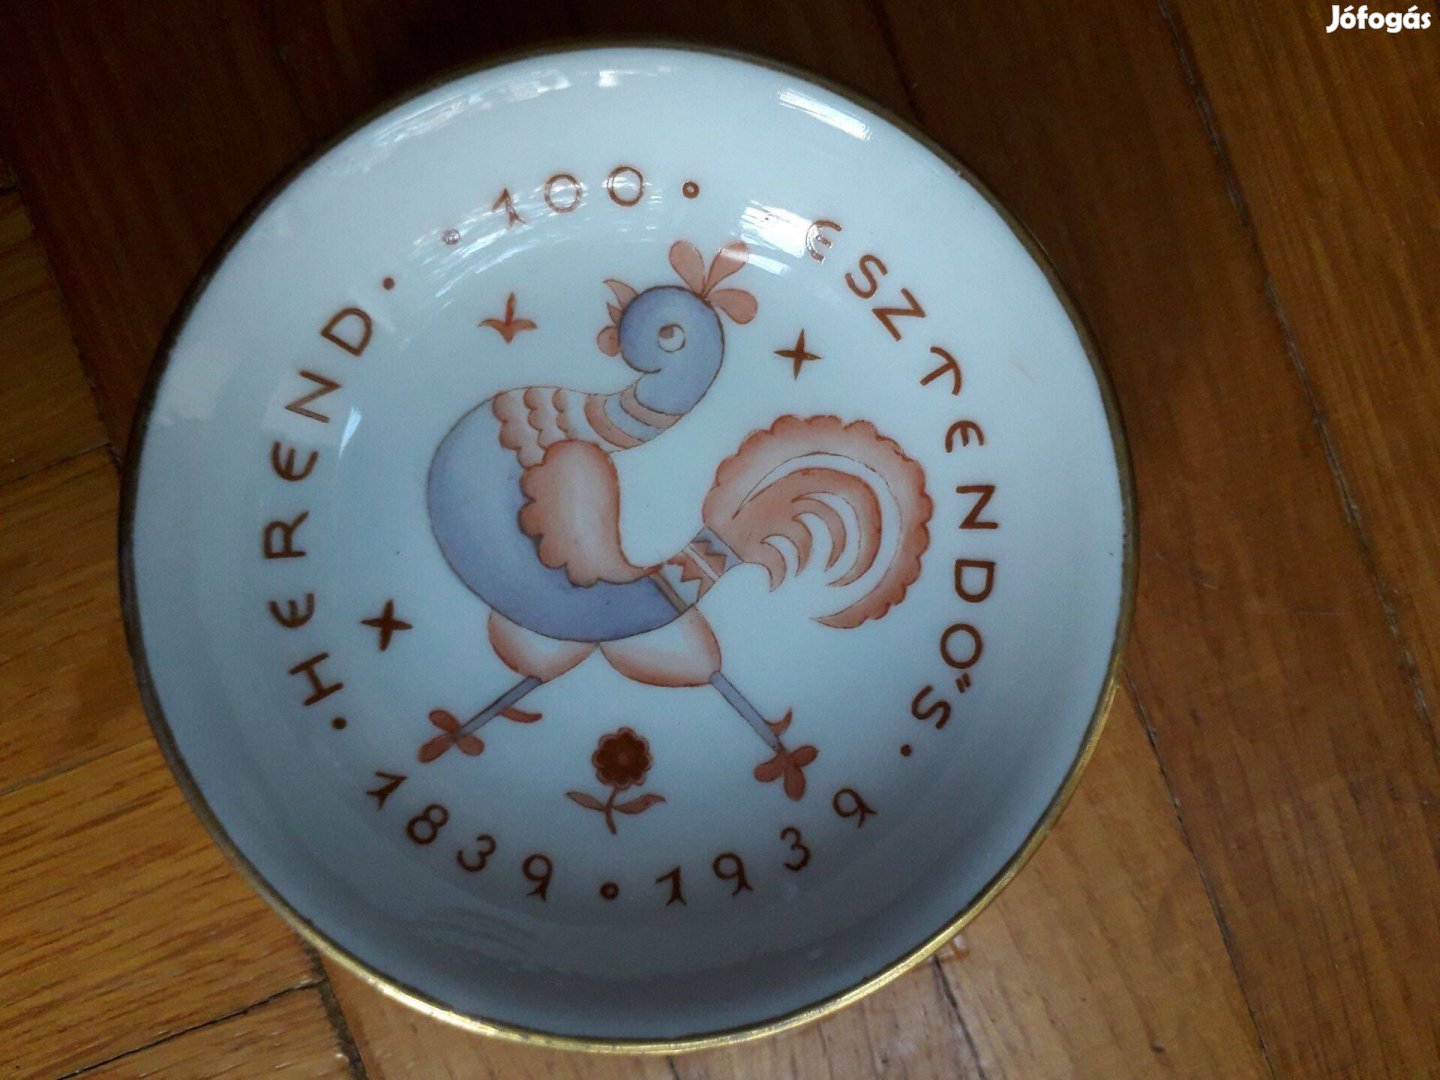 Jófogás
HEREND • 100 • ESZTENDŐS •
1839 • 1939